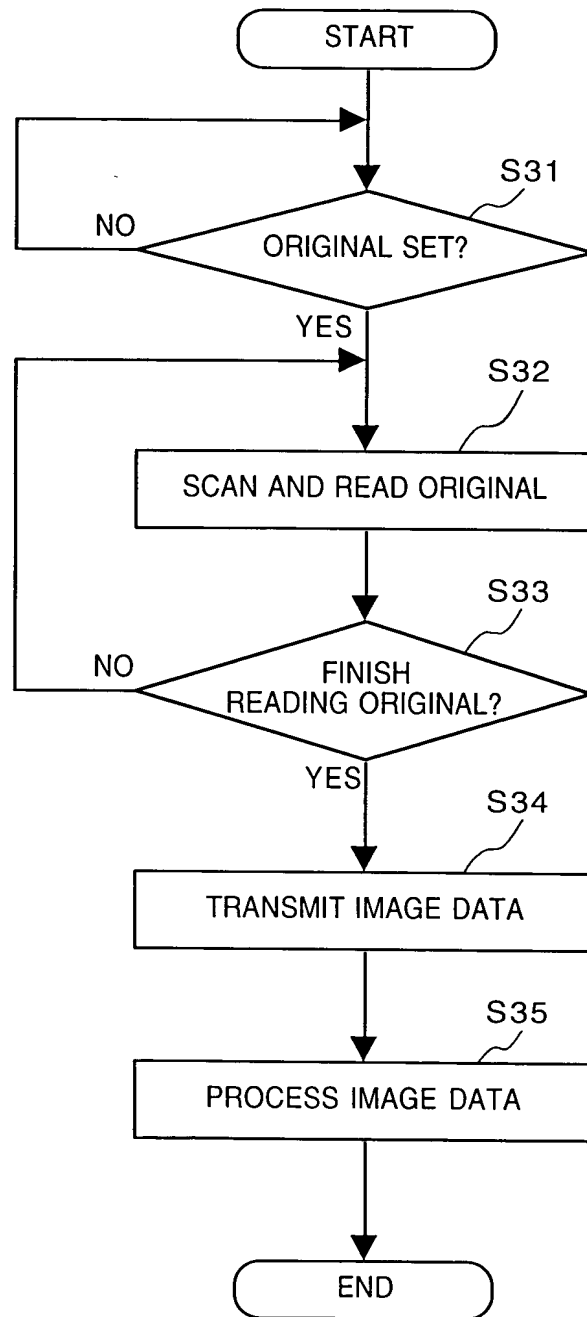 START
S31
NO
ORIGINAL SET?
YES
S32
SCAN AND READ ORIGINAL
S33
NO
FINISH
READING ORIGINAL?
YES
S34
TRANSMIT IMAGE DATA
S35
PROCESS IMAGE DATA
END